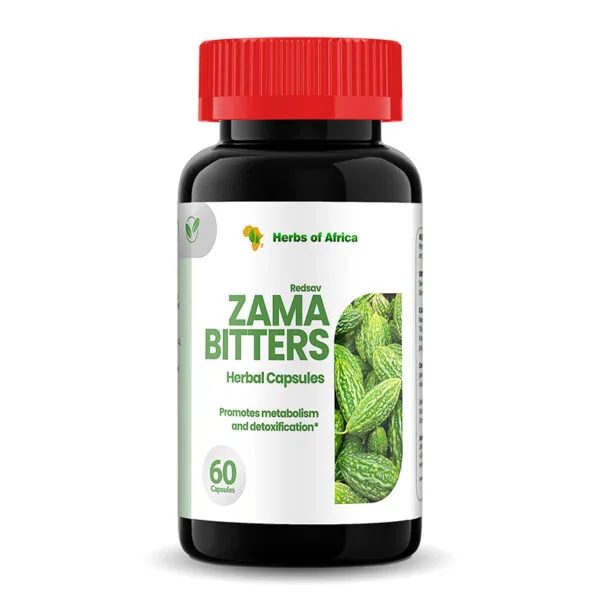 Herbs of Africa
Redsav
ZAMA
BITTERS
Herbal Capsules
Promotes metabolism
and detoxification*
60
Capsules